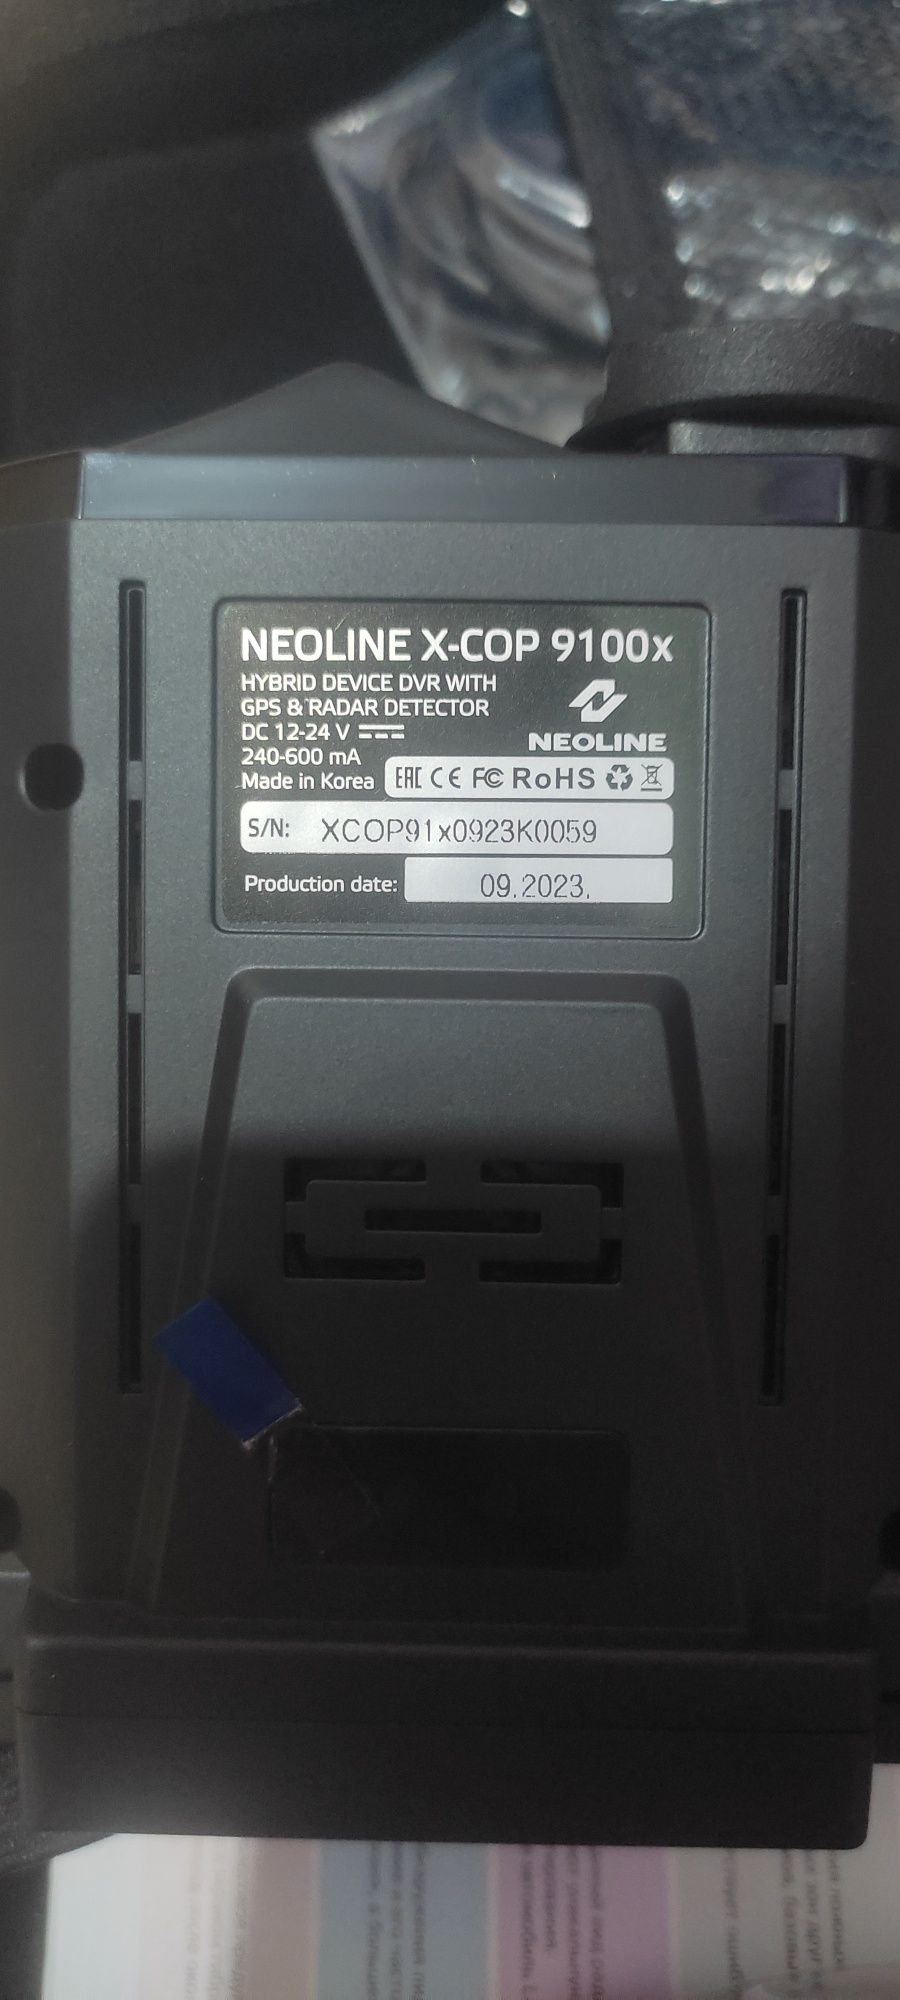 NEOLINE X-COP 9100x
HYBRID DEVICE DVR WITH
GPS & RADAR DETECTOR
DC 12-24 V
240-600 mA
Made in Korea
NEOLINE
EAC CE FC RoHS
S/N: XCOP91x0923K0059
Production date: 09.2023.